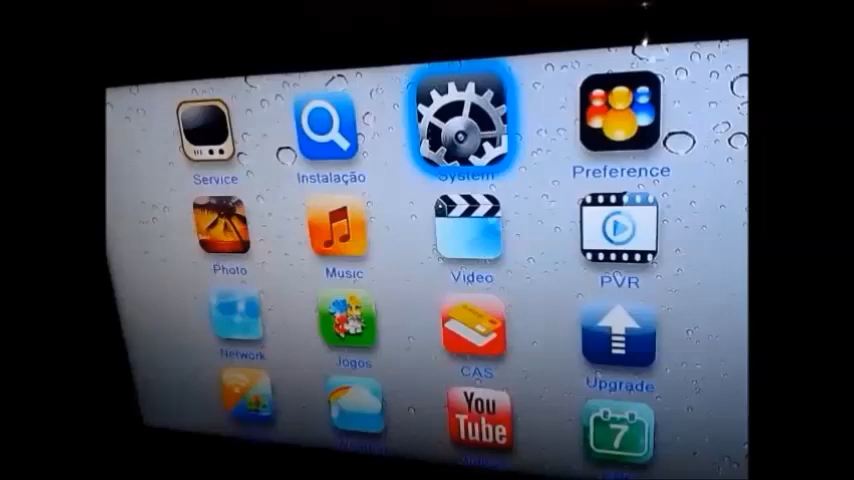 Service
Instalação
System
Preference
Photo
Music
Video
PVR
Network
Jogos
CAS
Upgrade
You
Tube
7